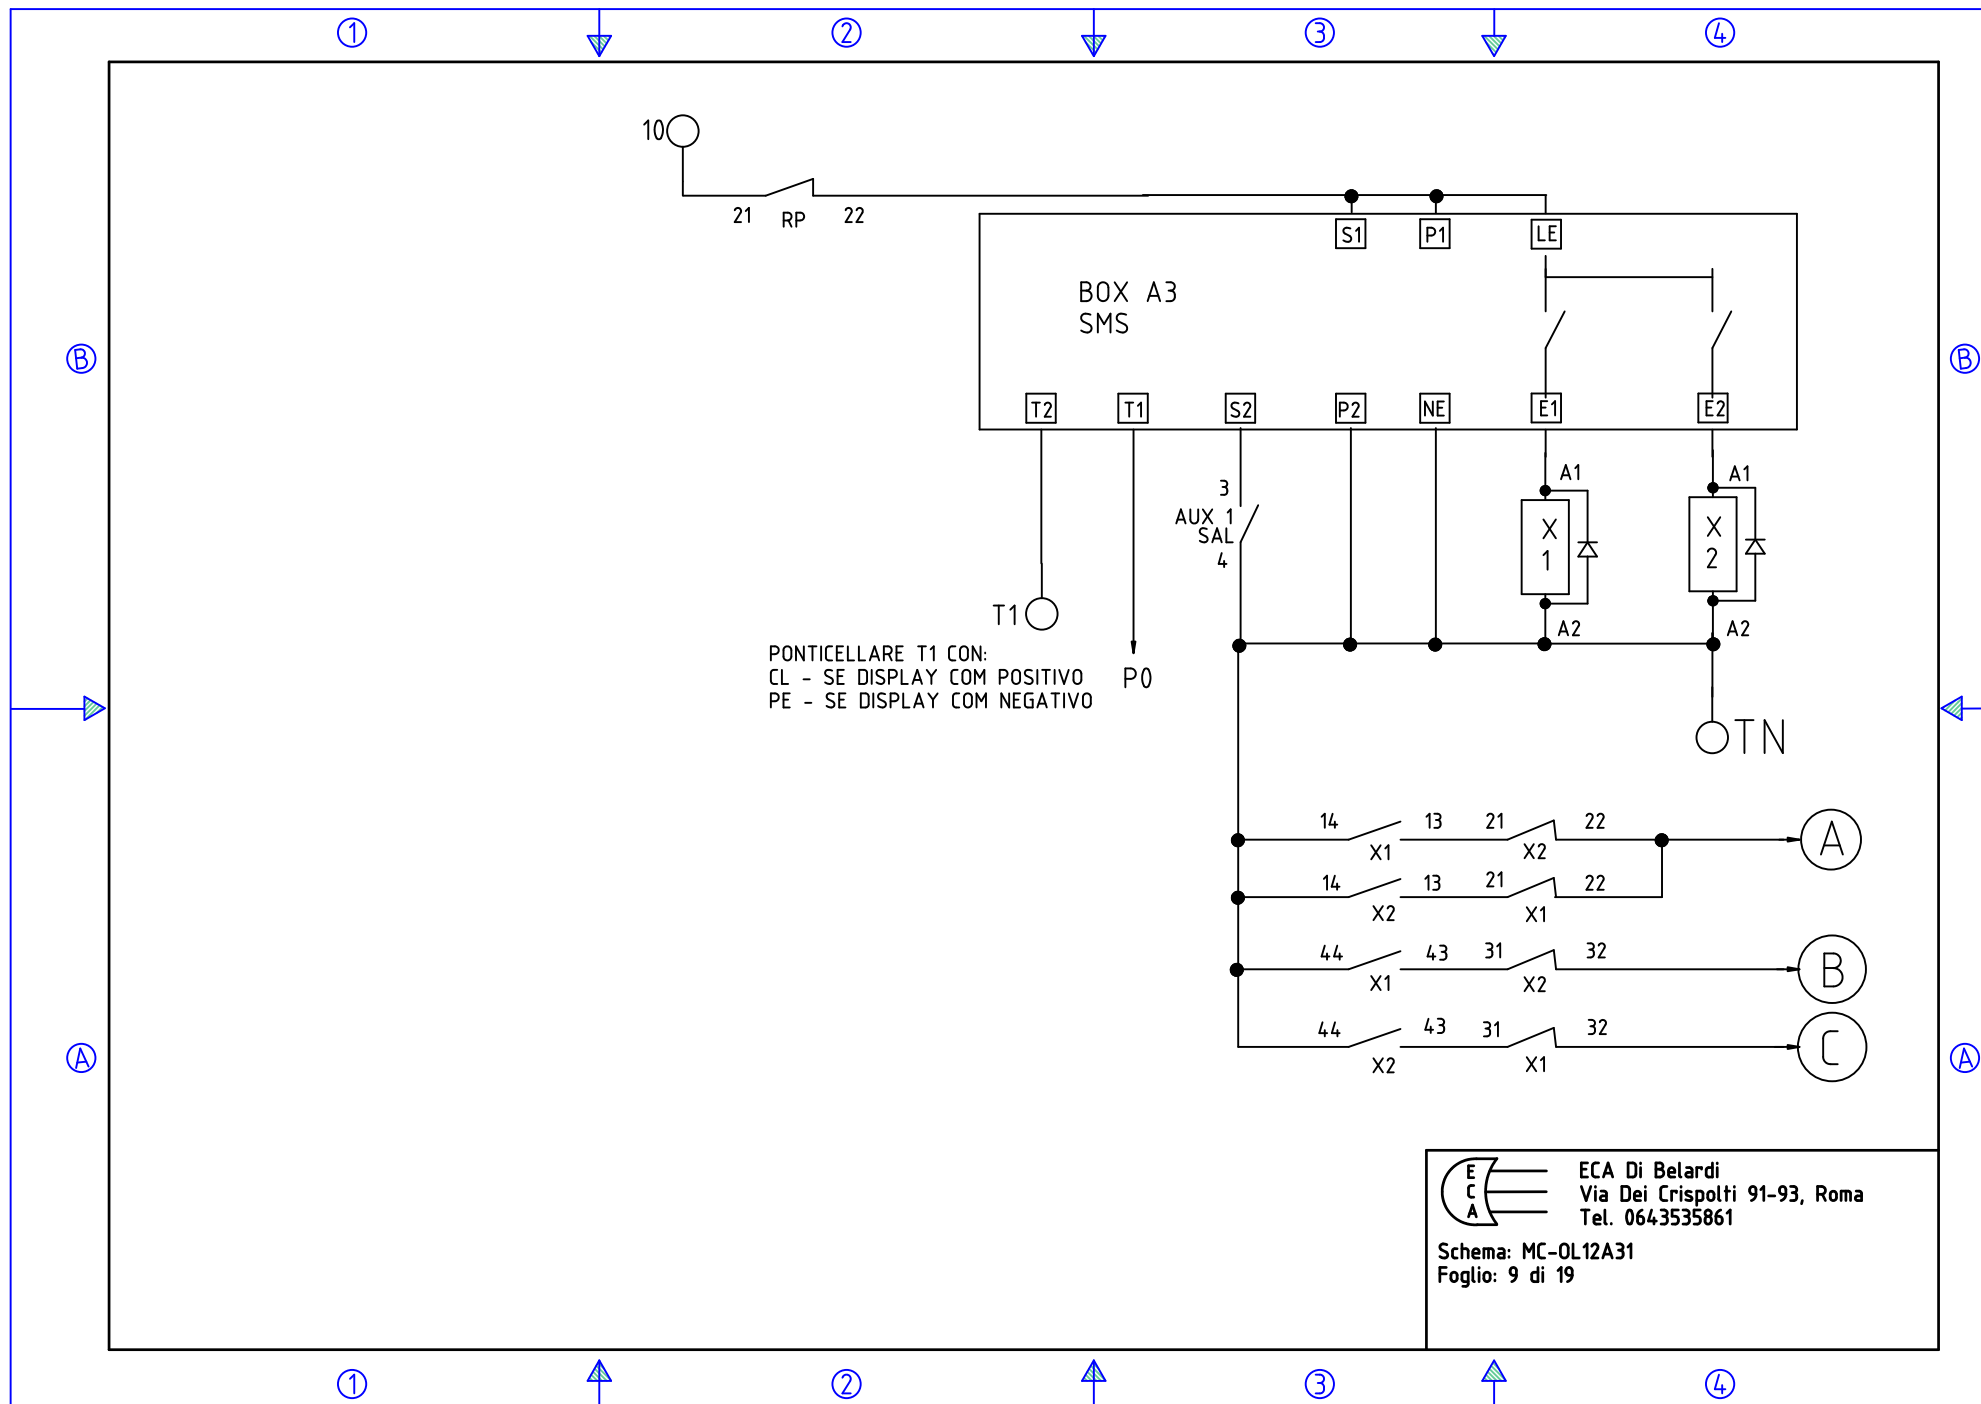 1 2 3 4
10
21 RP 22
S1 P1 LE
BOX A3
SMS
B B
T2 T1 S2 P2 NE E1 E2
A1 A1
3
AUX 1
SAL
4
X
1
X
2
T1
A2 A2
PONTICELLARE T1 CON:
CL - SE DISPLAY COM POSITIVO
PE - SE DISPLAY COM NEGATIVO
P0
TN
14 13 21 22
X1 X2
A
14 13 21 22
X2 X1
44 43 31 32
X1 X2
B
44 43 31 32
X2 X1
C
A A
E
C
A
ECA Di Belardi
Via Dei Crispolti 91-93, Roma
Tel. 0643535861
Schema: MC-OL12A31
Foglio: 9 di 19
1 2 3 4